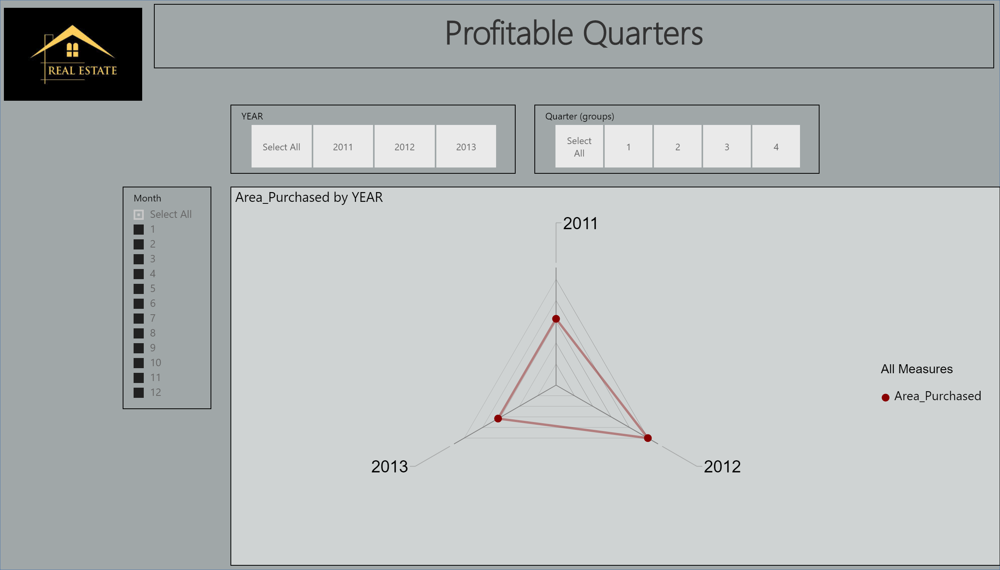 REAL ESTATE
Profitable Quarters
YEAR
Select All
2011
2012
2013
Quarter (groups)
Select
All
1
2
3
4
Month
Select All
1
2
3
4
5
6
7
8
9
10
11
12
Area_Purchased by YEAR
2011
2013
2012
All Measures
Area_Purchased